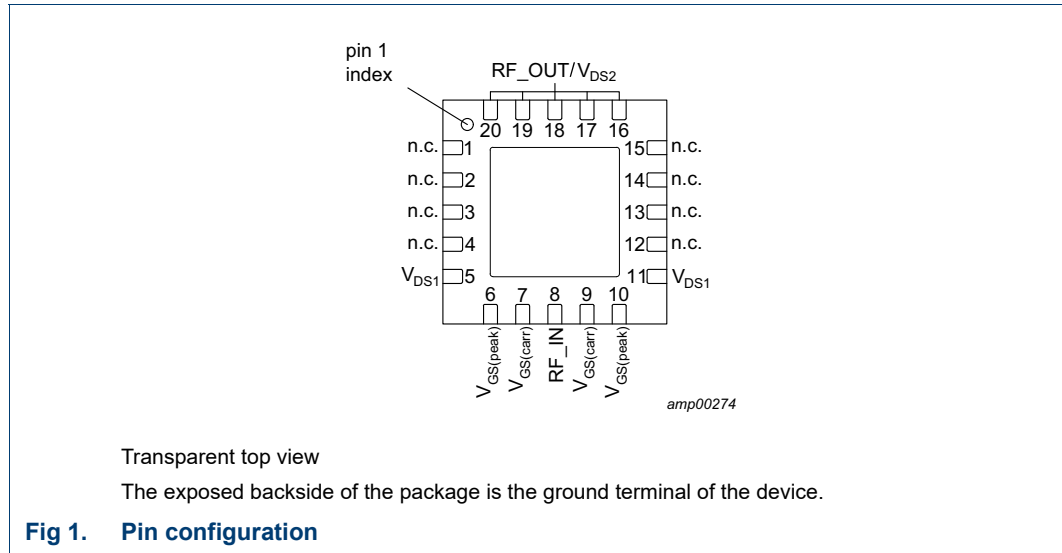 pin 1
index
RF_OUT/VDS2
20 19 18 17 16
n.c. 1 15 n.c.
n.c. 2 14 n.c.
n.c. 3 13 n.c.
n.c. 4 12 n.c.
VDS1 5 11 VDS1
6 7 8 9 10
VGS(peak)
VGS(carr)
RF_IN
VGS(carr)
VGS(peak)
amp00274
Transparent top view
The exposed backside of the package is the ground terminal of the device.
Fig 1. Pin configuration